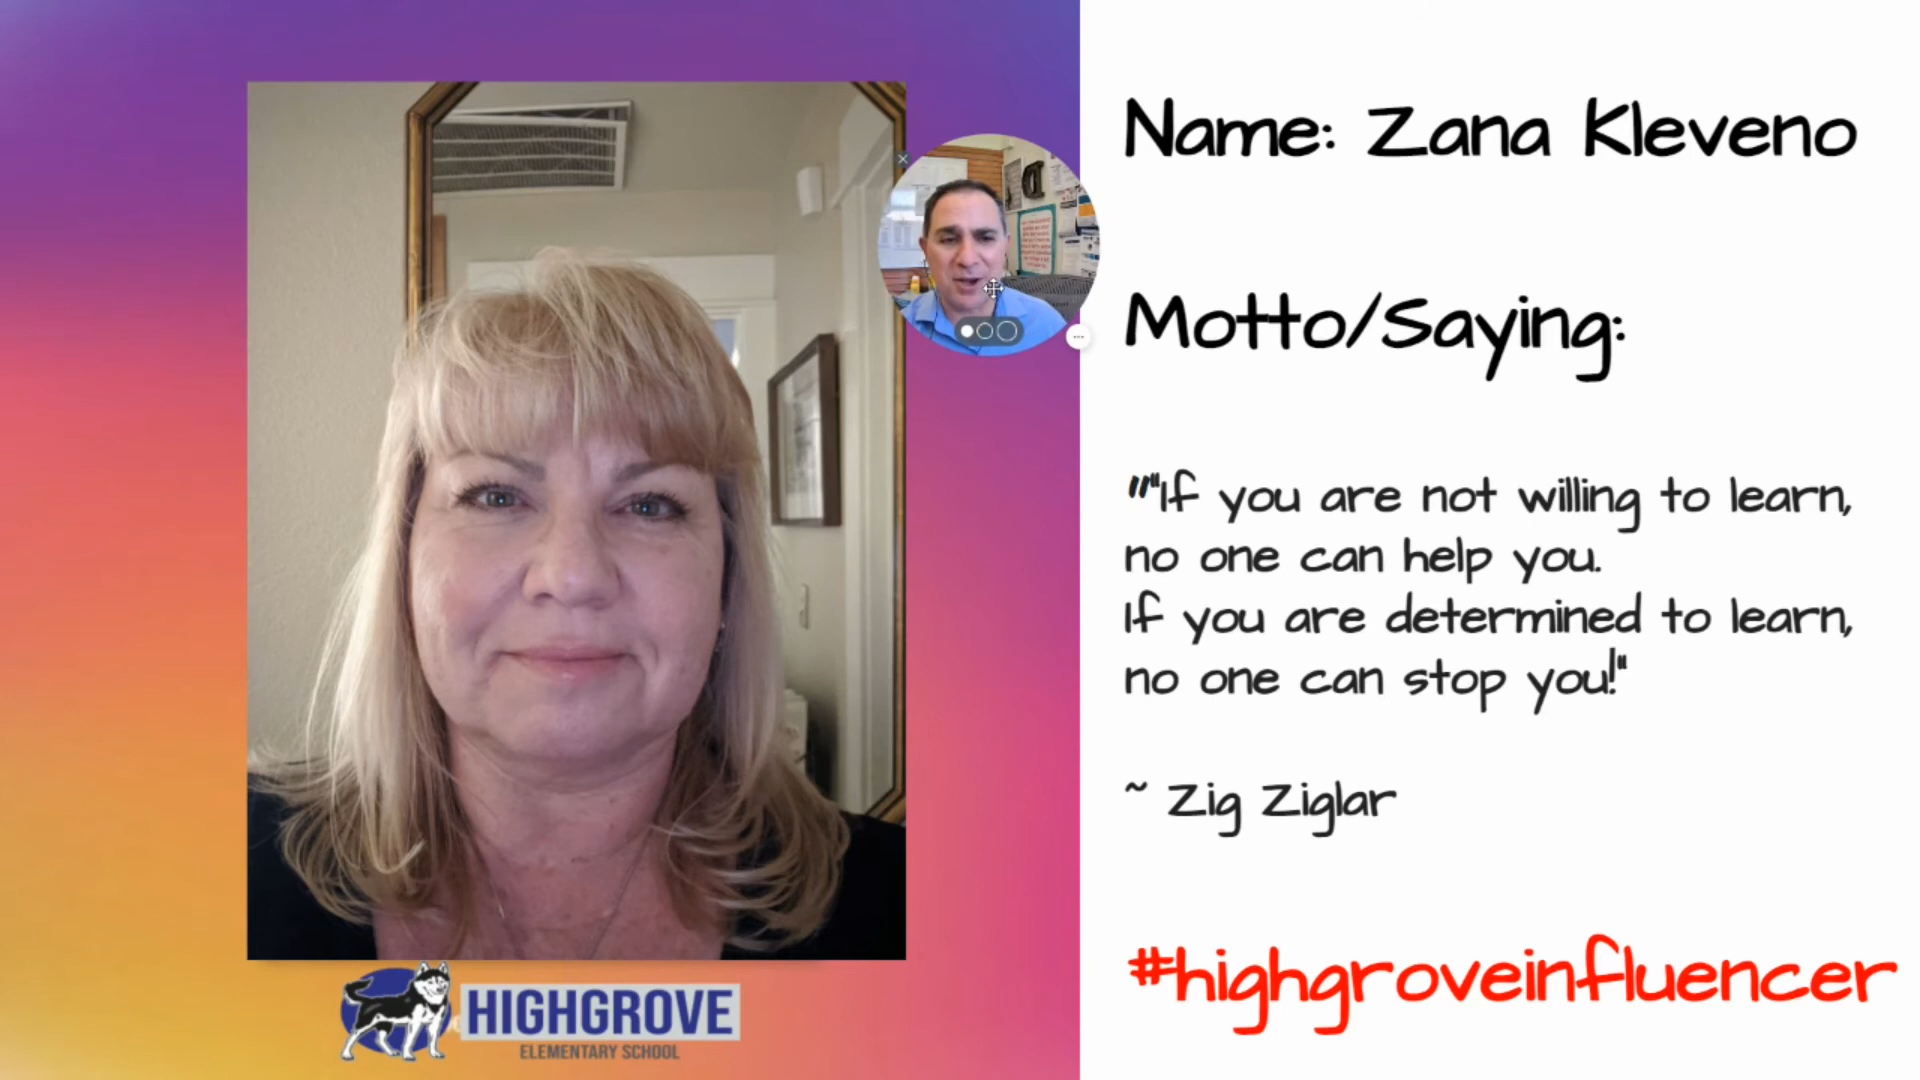 Name: Zana Kleveno
Motto/Saying:
""If you are not willing to learn,
no one can help you.
If you are determined to learn,
no one can stop you!"
~ Zig Ziglar
#highgroveinfluencer
HIGHGROVE
ELEMENTARY SCHOOL